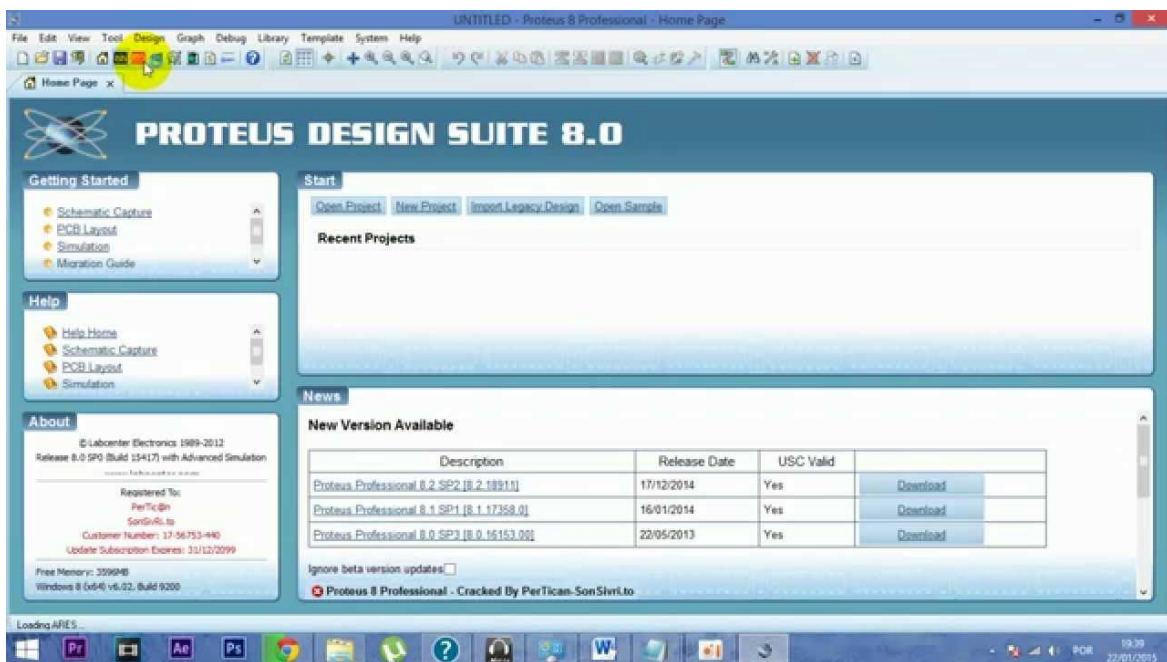 UNTITLED - Proteus 8 Professional - Home Page
File Edit View Tool Design Graph Debug Library Template System Help
Home Page x
PROTEUS DESIGN SUITE 8.0
Getting Started
Schematic Capture
PCB Layout
Simulation
Migration Guide
Help
Help Home
Schematic Capture
PCB Layout
Simulation
About
© Labcenter Electronics 1989-2012
Release 8.0 SP0 (Build 15417) with Advanced Simulation
Registered To:
PerTic@n
SonSivRi.to
Customer Number: 17-56753-440
Update Subscription Expires: 31/12/2099
Free Memory: 3596MB
Windows 8 (x64) v6.02, Build 9200
Start
Open Project New Project Import Legacy Design Open Sample
Recent Projects
News
New Version Available
Description Release Date USC Valid
Proteus Professional 8.2 SP2 [8.2.18911] 17/12/2014 Yes Download
Proteus Professional 8.1 SP1 [8.1.17358.0] 16/01/2014 Yes Download
Proteus Professional 8.0 SP3 [8.0.16153.00] 22/05/2013 Yes Download
Ignore beta version updates
Proteus 8 Professional - Cracked By PerTican-SonSivri.to
Loading ARES...
Pr Ae Ps W
POR
19:39
22/01/2015